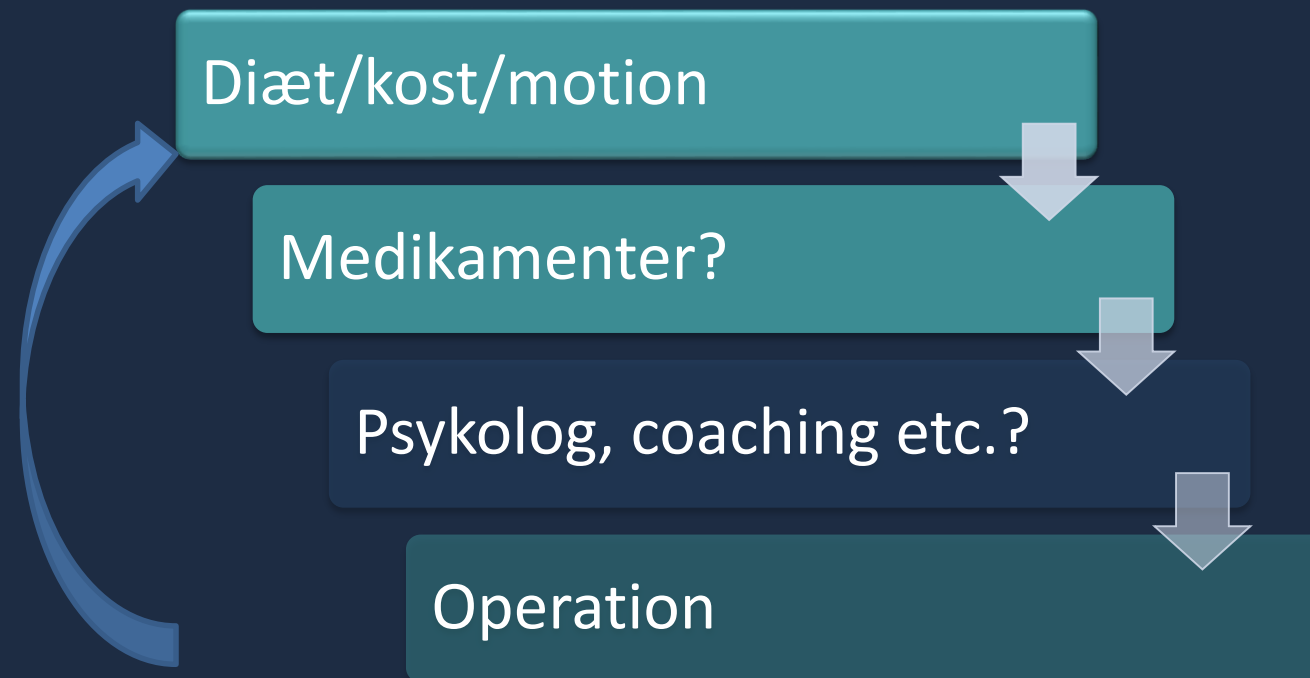 Diæt/kost/motion
Medikamenter?
Psykolog, coaching etc.?
Operation